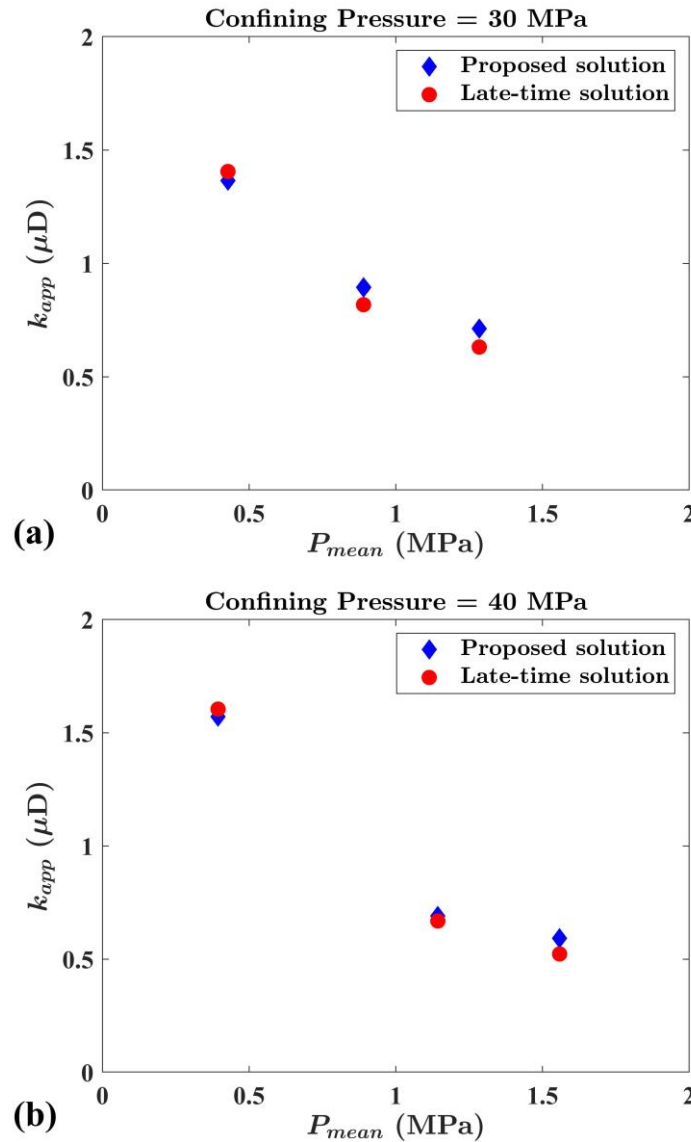 Confining Pressure = 30 MPa
2
Proposed solution
Late-time solution
1.5
1
0.5
0
k_app (μD)
0 0.5 1 1.5 2
P_mean (MPa)
(a)
Confining Pressure = 40 MPa
2
Proposed solution
Late-time solution
1.5
1
0.5
0
k_app (μD)
0 0.5 1 1.5 2
P_mean (MPa)
(b)